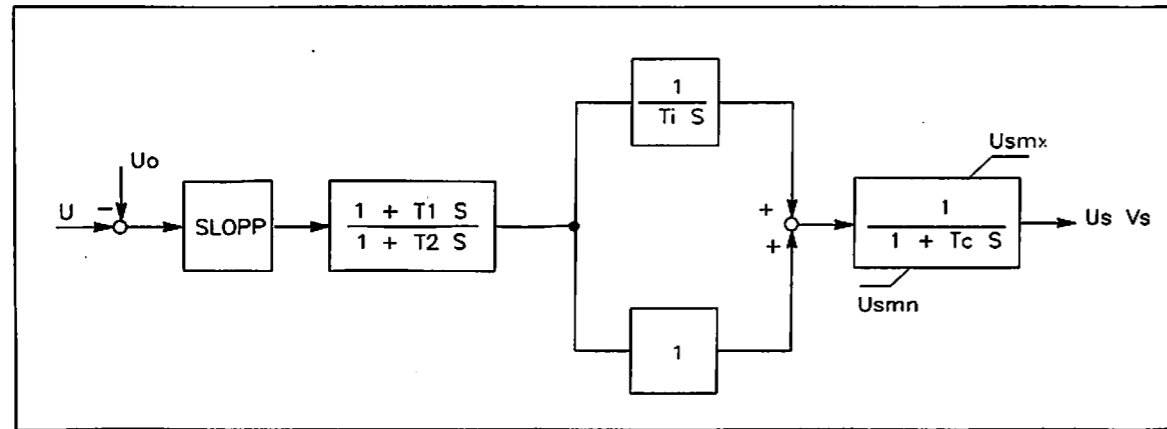 1
Ti S
Usmx
Uo
U
−
SLOPP
1 + T1 S
1 + T2 S
+
+
1
1 + Tc S
Us Vs
Usmn
1